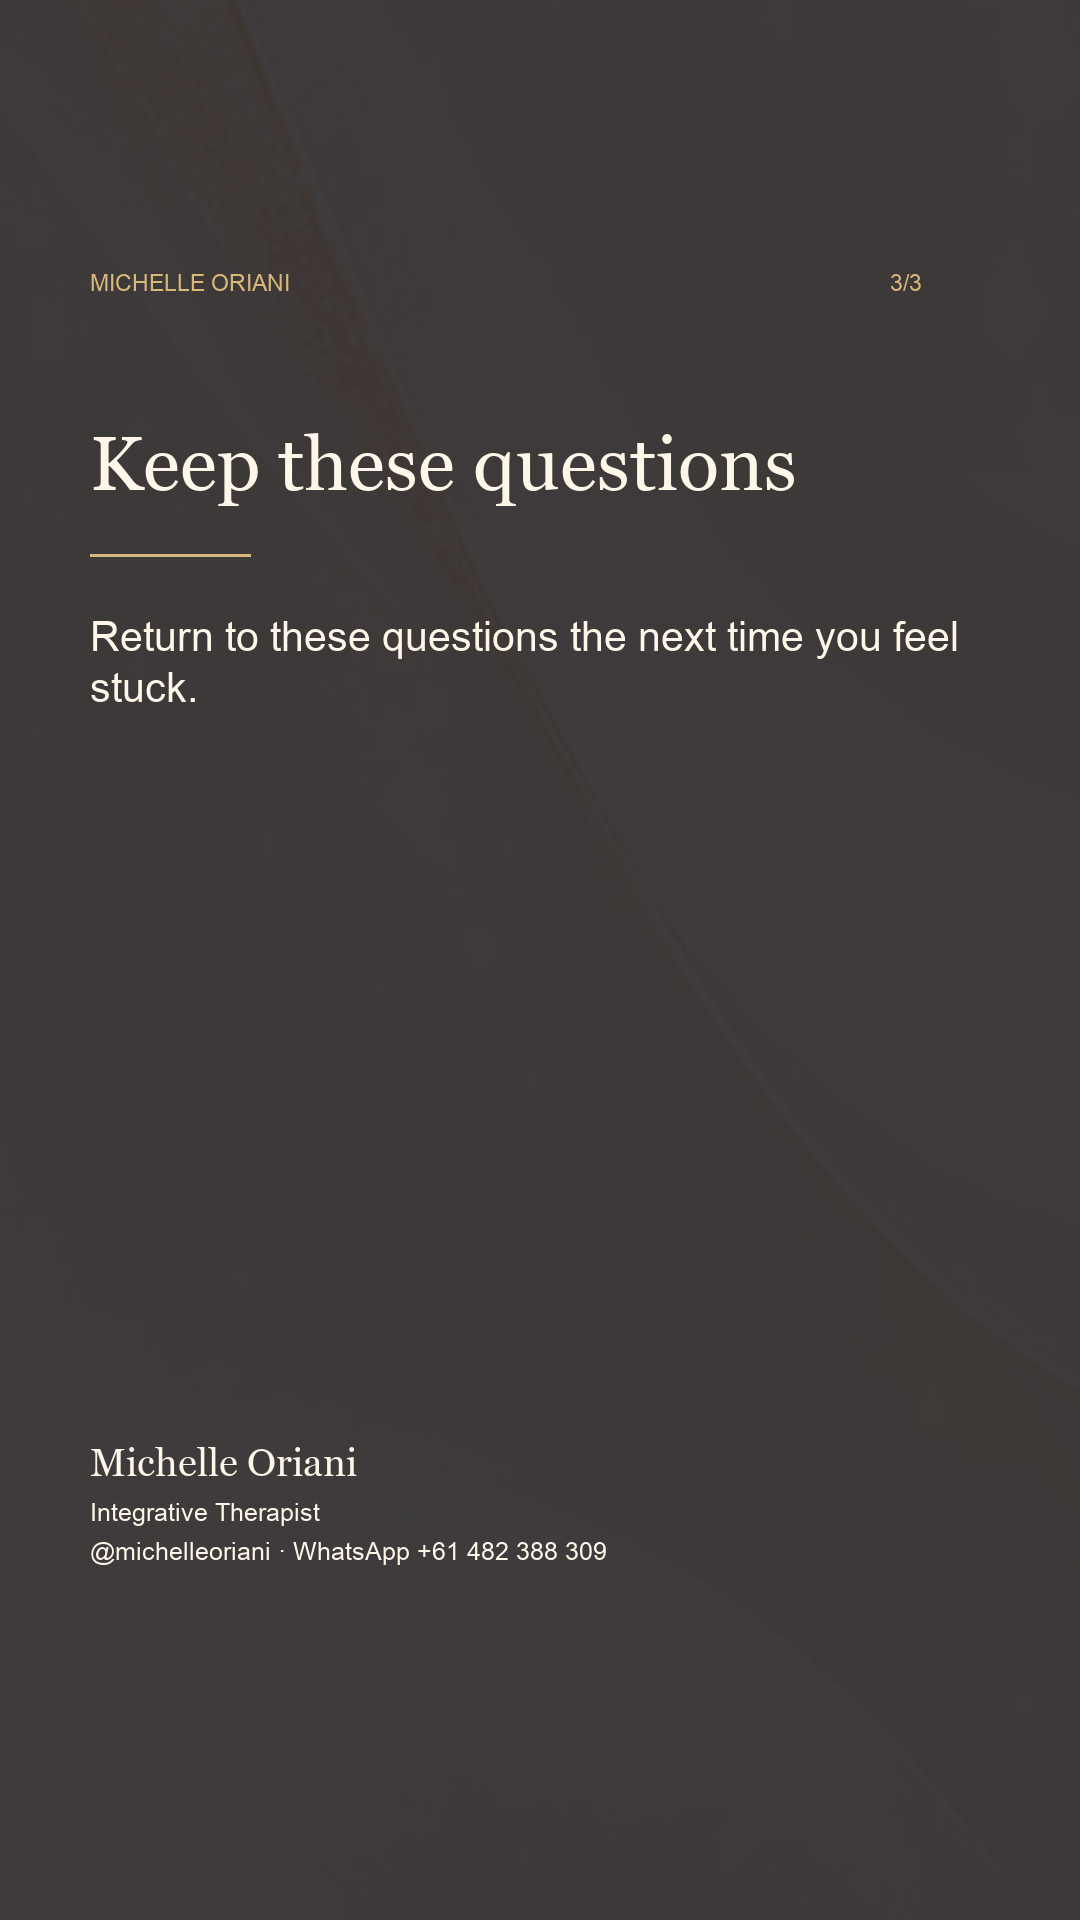 MICHELLE ORIANI 3/3
Keep these questions
Return to these questions the next time you feel
stuck.
Michelle Oriani
Integrative Therapist
@michelleoriani · WhatsApp +61 482 388 309